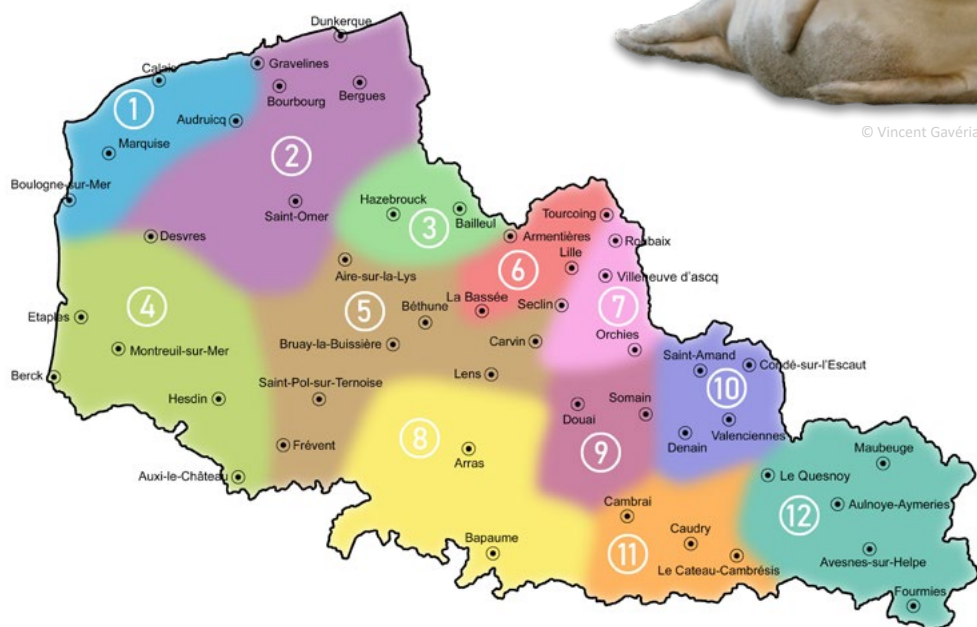 Dunkerque
Gravelines
Calais
Bourbourg
Bergues
© Vincent Gavéria
1
Audruicq
Marquise
2
Boulogne-sur-Mer
Saint-Omer
Hazebrouck
Bailleul
3
Tourcoing
Desvres
Armentières
Roubaix
Lille
6
Aire-sur-la-Lys
Villeneuve d'ascq
4
5
La Bassée
Seclin
7
Etaples
Béthune
Orchies
Montreuil-sur-Mer
Bruay-la-Buissière
Carvin
Saint-Amand
Condé-sur-l'Escaut
Berck
Lens
10
Hesdin
Saint-Pol-sur-Ternoise
Douai
Somain
Valenciennes
8
9
Denain
Frévent
Arras
Maubeuge
Auxi-le-Château
Le Quesnoy
Cambrai
12
Aulnoye-Aymeries
Caudry
Bapaume
11
Avesnes-sur-Helpe
Le Cateau-Cambrésis
Fourmies